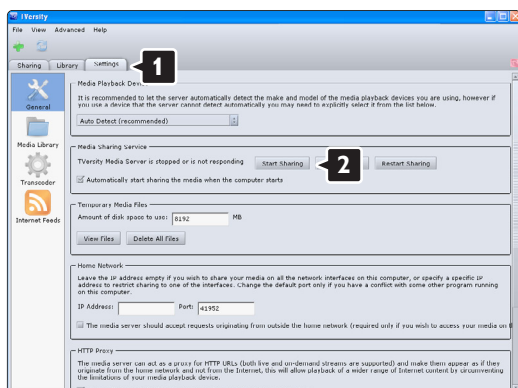 TVersity
File View Advanced Help
Sharing Library Settings
1
General
Media Library
Transcoder
Internet Feeds
Media Playback
It is recommended to let the server automatically detect the make and model of the media playback devices you are using, however if
you use a device that the server cannot detect automatically you may need to explicitly select it from the list below.
Auto Detect (recommended)
Media Sharing Service
TVersity Media Server is stopped or is not responding Start Sharing 2 Restart Sharing
Automatically start sharing the media when the computer starts
Temporary Media Files
Amount of disk space to use: 8192 MB
View Files Delete All Files
Home Network
Leave the IP address empty if you wish to share your media on all the network interfaces on this computer, or specify a specific IP
address to restrict sharing to one of the interfaces. Change the default port only if you have a conflict with some other program running
on this computer.
IP Address: Port: 41952
The media server should accept requests originating from outside the home network (required only if you wish to access your media on
HTTP Proxy
The media server can act as a proxy for HTTP URLs (both live and on-demand streams are supported) and make them appear as if they
originate from the home network and not from the Internet, this will allow playback of a wider range of Internet content by circumventing
the limitations of your media playback device.